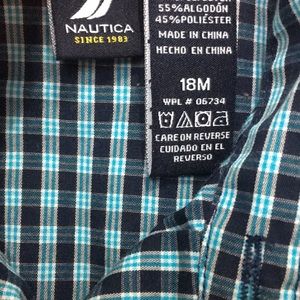 NAUTICA
SINCE 1983
55%ALGODÓN
45%POLIÉSTER
MADE IN CHINA
HECHO EN CHINA
18M
WPL # 06734
CARE ON REVERSE
CUIDADO EN EL
REVERSO